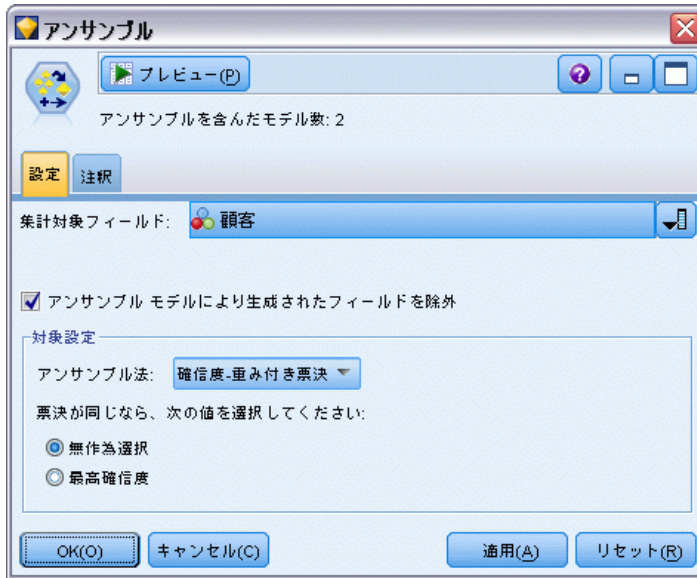 アンサンブル
プレビュー(P)
アンサンブルを含んだモデル数: 2
設定
注釈
集計対象フィールド: 顧客
アンサンブル モデルにより生成されたフィールドを除外
対象設定
アンサンブル法: 確信度-重み付き票決
票決が同じなら、次の値を選択してください:
無作為選択
最高確信度
OK(O) キャンセル(C) 適用(A) リセット(R)